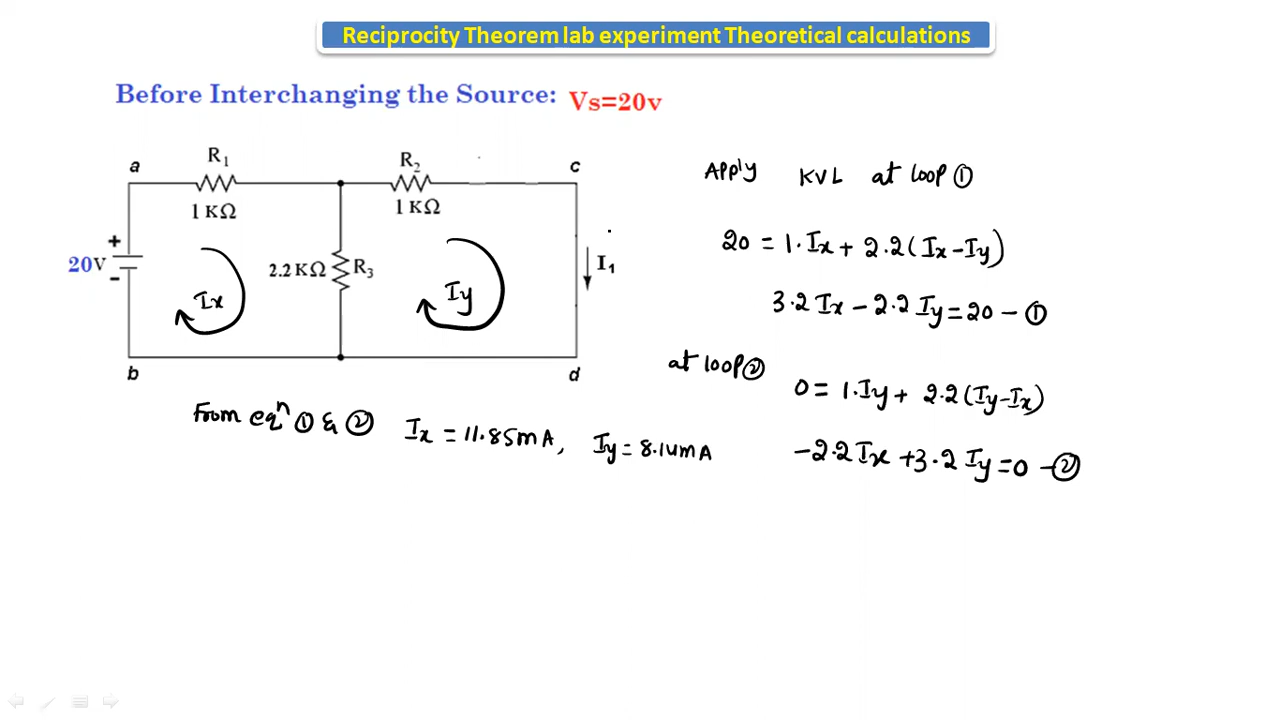 Reciprocity Theorem lab experiment Theoretical calculations
Before Interchanging the Source: Vs=20v
a R1 R2 c
1 KΩ 1 KΩ
+
20V
-
2.2 KΩ R3
I1
Ix Iy
b d
Apply KVL at loop ①
20 = 1.Ix + 2.2(Ix-Iy)
3.2 Ix - 2.2 Iy = 20 - ①
at loop ②
0 = 1.Iy + 2.2(Iy-Ix)
-2.2 Ix + 3.2 Iy = 0 - ②
From eqn ① & ② Ix = 11.85mA, Iy = 8.14mA